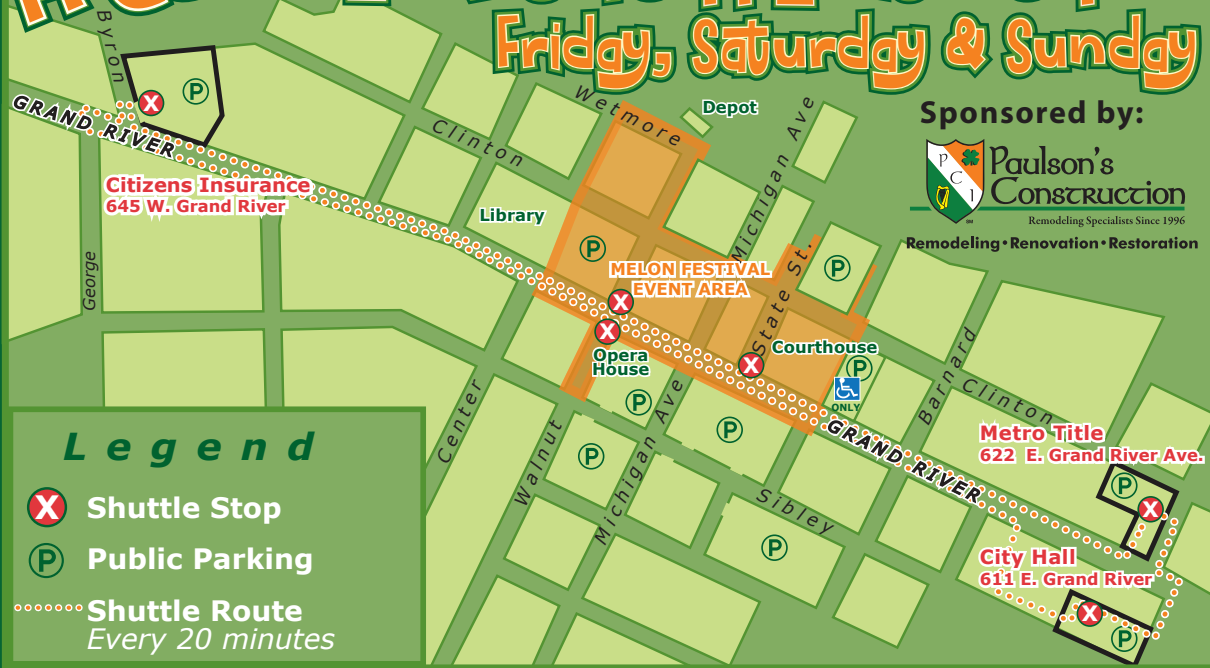 Friday, Saturday & Sunday
Sponsored by:
P
C
I
Paulson's
Construction
SM
Remodeling Specialists Since 1996
Remodeling•Renovation•Restoration
Byron
P
X
GRAND RIVER
Citizens Insurance
645 W. Grand River
George
Clinton
Wetmore
Depot
Michigan Ave
Library
P
MELON FESTIVAL
EVENT AREA
P
State St.
X
X
X
Opera
House
Courthouse
P
ONLY
P
P
P
P
Center
Walnut
Michigan Ave
Sibley
Barnard
Clinton
GRAND RIVER
Metro Title
622 E. Grand River Ave.
P
X
City Hall
611 E. Grand River
X
P
Legend
X Shuttle Stop
P Public Parking
Shuttle Route
Every 20 minutes